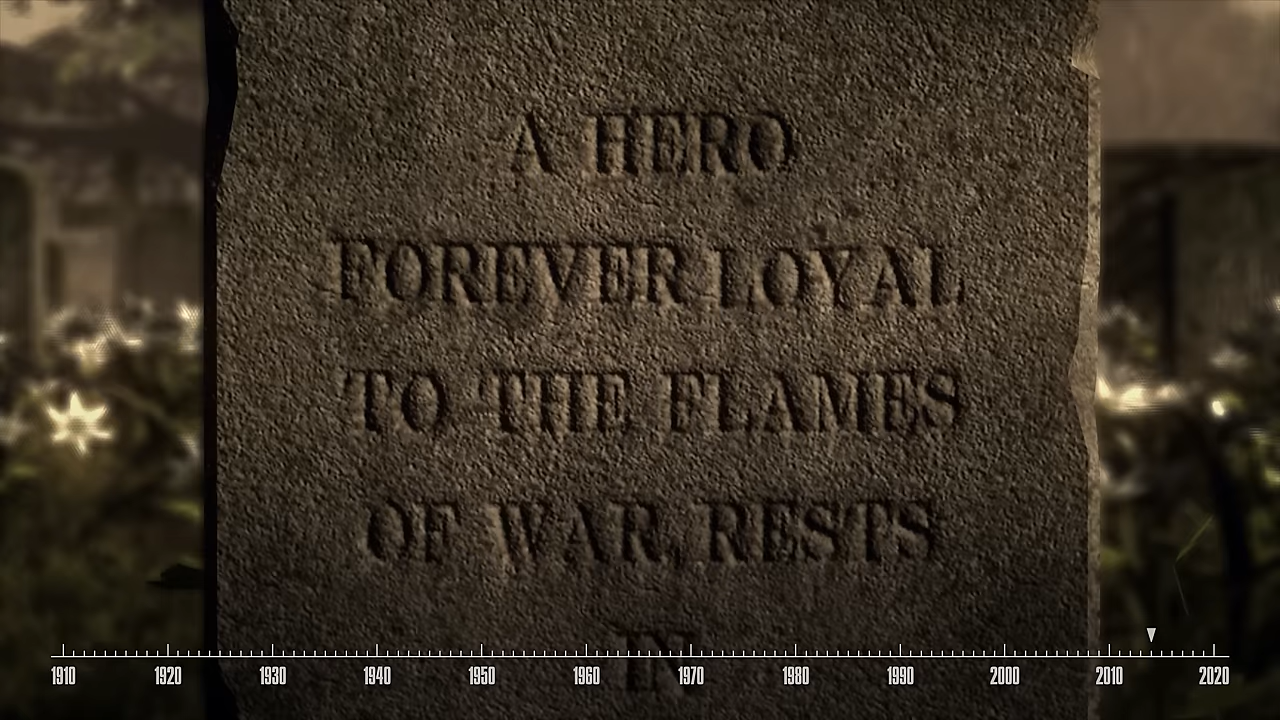 A HERO
FOREVER LOYAL
TO THE FLAMES
OF WAR, RESTS
IN
1910 1920 1930 1940 1950 1960 1970 1980 1990 2000 2010 2020